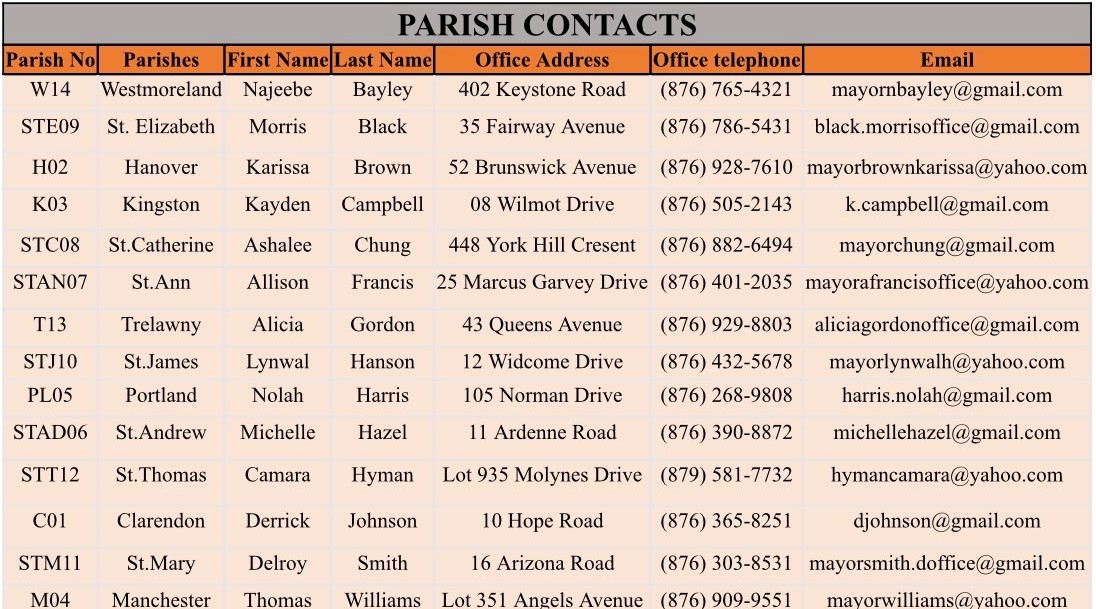 PARISH CONTACTS
Parish No Parishes First Name Last Name Office Address Office telephone Email
W14 Westmoreland Najeebe Bayley 402 Keystone Road (876) 765-4321 mayornbayley@gmail.com
STE09 St. Elizabeth Morris Black 35 Fairway Avenue (876) 786-5431 black.morrisoffice@gmail.com
H02 Hanover Karissa Brown 52 Brunswick Avenue (876) 928-7610 mayorbrownkarissa@yahoo.com
K03 Kingston Kayden Campbell 08 Wilmot Drive (876) 505-2143 k.campbell@gmail.com
STC08 St.Catherine Ashalee Chung 448 York Hill Cresent (876) 882-6494 mayorchung@gmail.com
STAN07 St.Ann Allison Francis 25 Marcus Garvey Drive (876) 401-2035 mayorafrancisoffice@yahoo.com
T13 Trelawny Alicia Gordon 43 Queens Avenue (876) 929-8803 aliciagordonoffice@gmail.com
STJ10 St.James Lynwal Hanson 12 Widcome Drive (876) 432-5678 mayorlynwalh@yahoo.com
PL05 Portland Nolah Harris 105 Norman Drive (876) 268-9808 harris.nolah@gmail.com
STAD06 St.Andrew Michelle Hazel 11 Ardenne Road (876) 390-8872 michellehazel@gmail.com
STT12 St.Thomas Camara Hyman Lot 935 Molynes Drive (879) 581-7732 hymancamara@yahoo.com
C01 Clarendon Derrick Johnson 10 Hope Road (876) 365-8251 djohnson@gmail.com
STM11 St.Mary Delroy Smith 16 Arizona Road (876) 303-8531 mayorsmith.doffice@gmail.com
M04 Manchester Thomas Williams Lot 351 Angels Avenue (876) 909-9551 mayorwilliams@yahoo.com